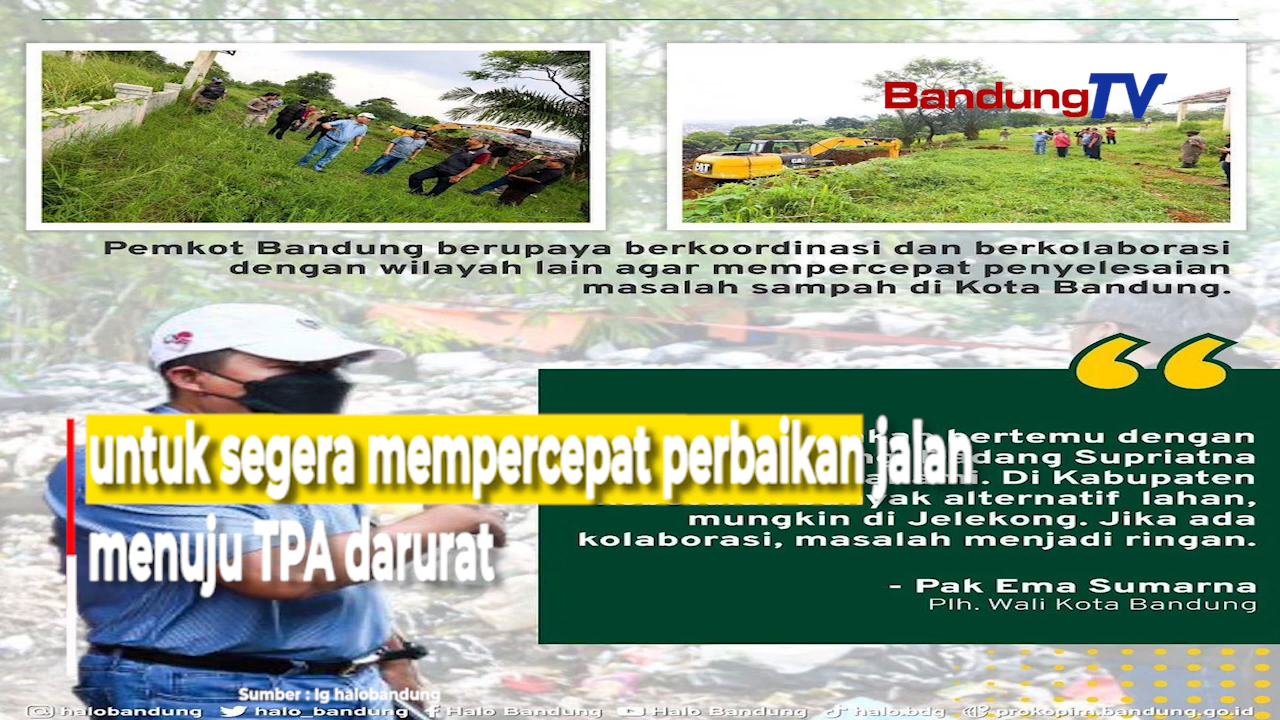 BandungTV
CAT
CAT
Pemkot Bandung berupaya berkoordinasi dan berkolaborasi
dengan wilayah lain agar mempercepat penyelesaian
masalah sampah di Kota Bandung.
“
bertemu dengan
Supriatna
Di Kabupaten
alternatif lahan,
mungkin di Jelekong. Jika ada
kolaborasi, masalah menjadi ringan.
- Pak Ema Sumarna
Plh. Wali Kota Bandung
untuk segera mempercepat perbaikan jalan
menuju TPA darurat
Sumber : Ig halobandung
halobandung halo_bandung Halo Bandung Halo Bandung halo.bdg prokopim.bandung.go.id